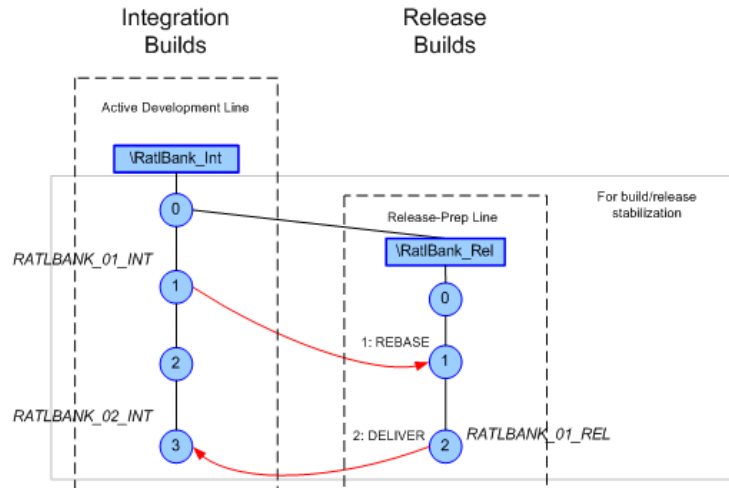 Integration
Builds
Release
Builds
Active Development Line
\RatlBank_Int
0
For build/release
stabilization
Release-Prep Line
\RatlBank_Rel
RATLBANK_01_INT
1
0
1: REBASE
1
2
RATLBANK_02_INT
3
2: DELIVER
2
RATLBANK_01_REL